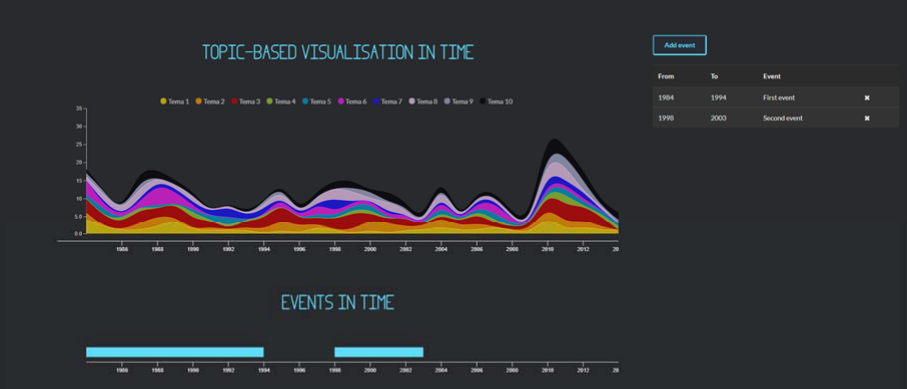 TOPIC-BASED VISUALISATION IN TIME
Tema 1 Tema 2 Tema 3 Tema 4 Tema 5 Tema 6 Tema 7 Tema 8 Tema 9 Tema 10
35
30
25
20
15
10
5
0.0
1986 1988 1990 1992 1994 1996 1998 2000 2002 2004 2006 2008 2010 2012 20
EVENTS IN TIME
1986 1988 1990 1992 1994 1996 1998 2000 2002 2004 2006 2008 2010 2012 20
Add event
From To Event
1984 1994 First event ✖
1998 2003 Second event ✖